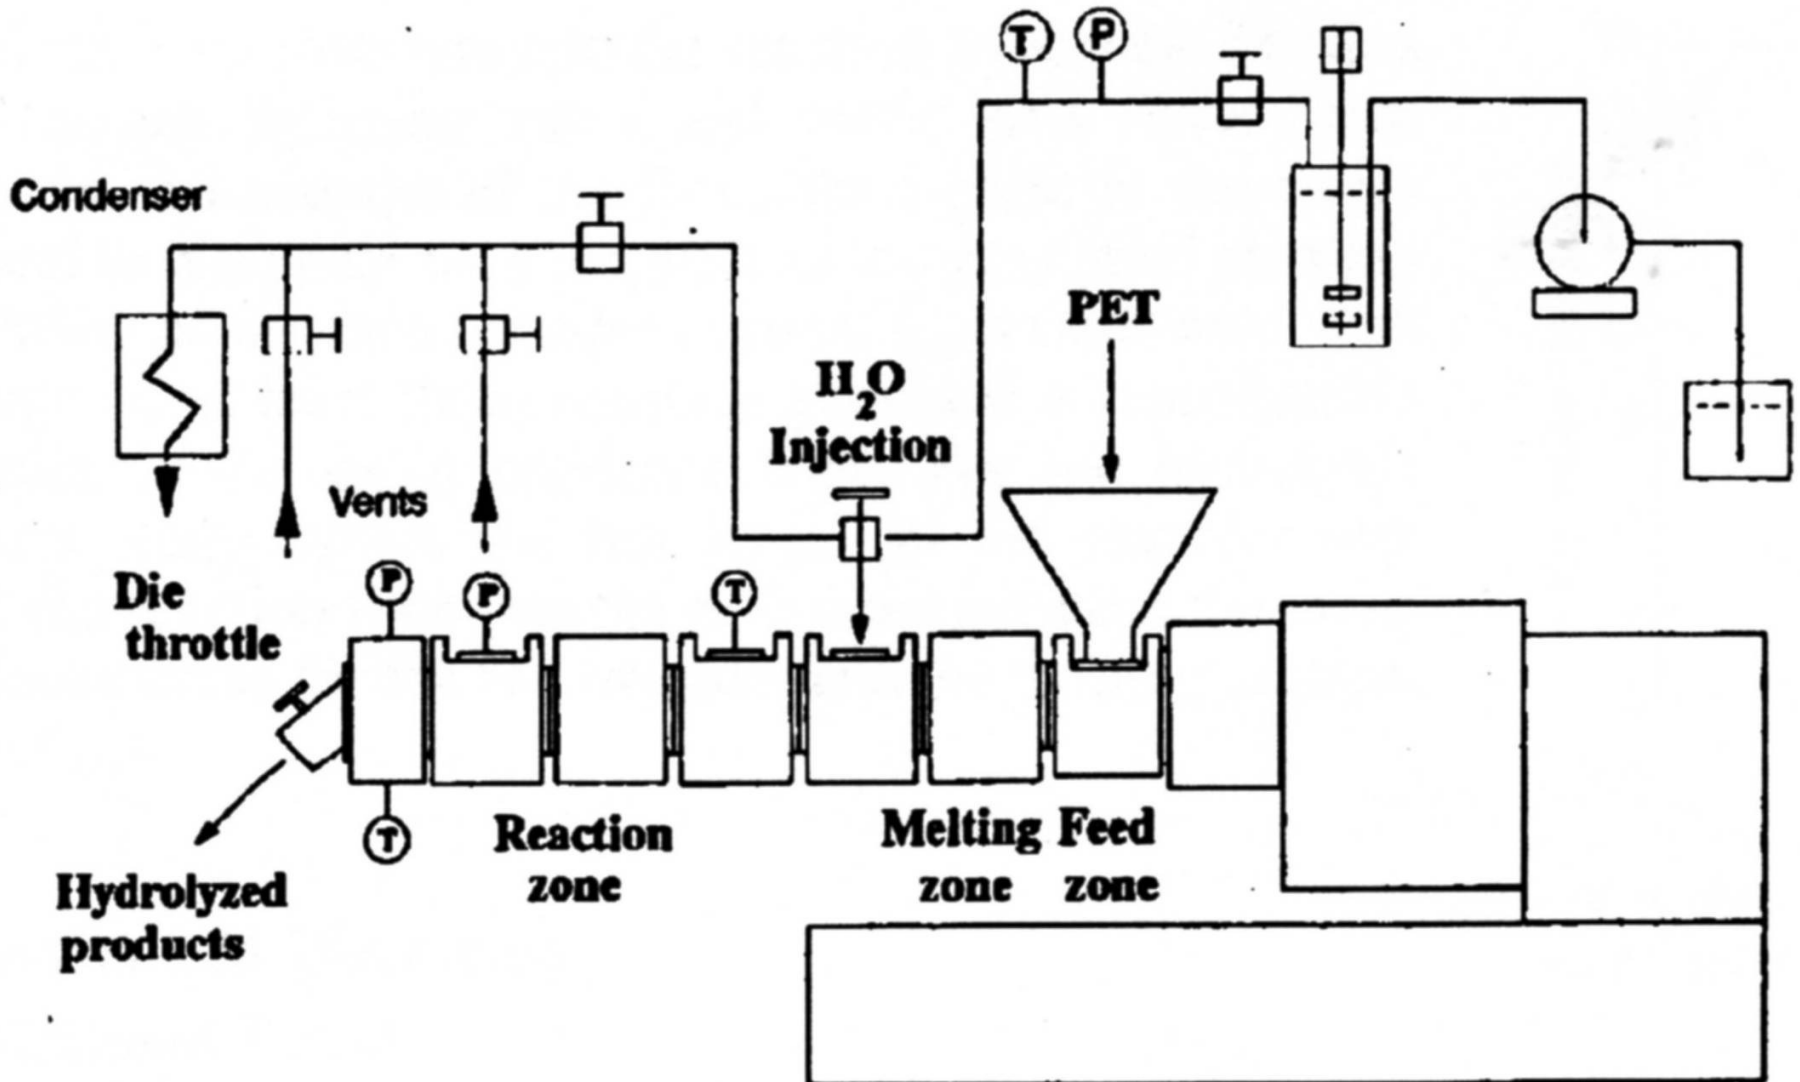 T
P
Condenser
PET
H₂O
Injection
Vents
Die
throttle
P
P
T
T
Reaction
zone
Melting
zone
Feed
zone
Hydrolyzed
products